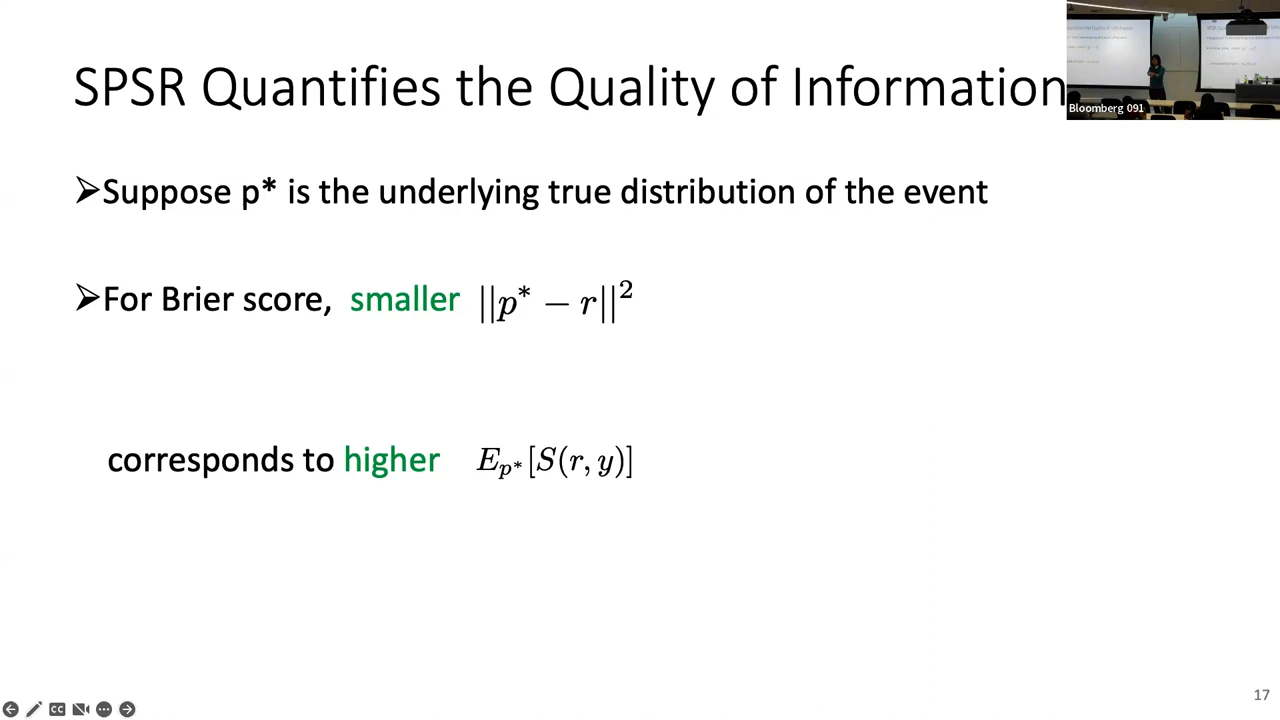 SPSR Quantifies the Quality of Information
Bloomberg 091
➢Suppose p* is the underlying true distribution of the event
➢For Brier score, smaller ||p* − r||²
corresponds to higher E_{p*}[S(r, y)]
CC
17